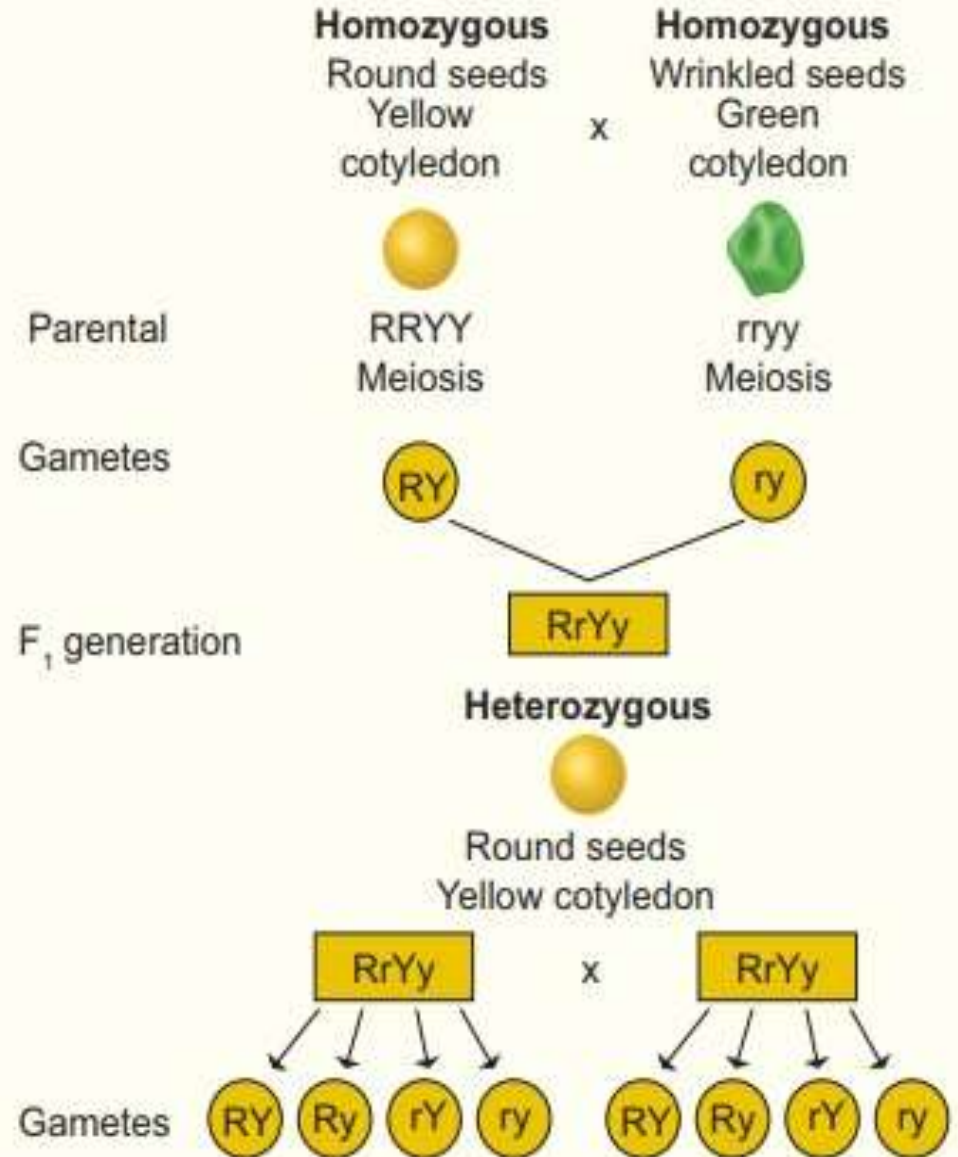 Homozygous Homozygous
Round seeds Wrinkled seeds
Yellow Green
x
cotyledon cotyledon
Parental RRYY rryy
Meiosis Meiosis
Gametes RY ry
F₁ generation RrYy
Heterozygous
Round seeds
Yellow cotyledon
RrYy x RrYy
Gametes RY Ry rY ry RY Ry rY ry